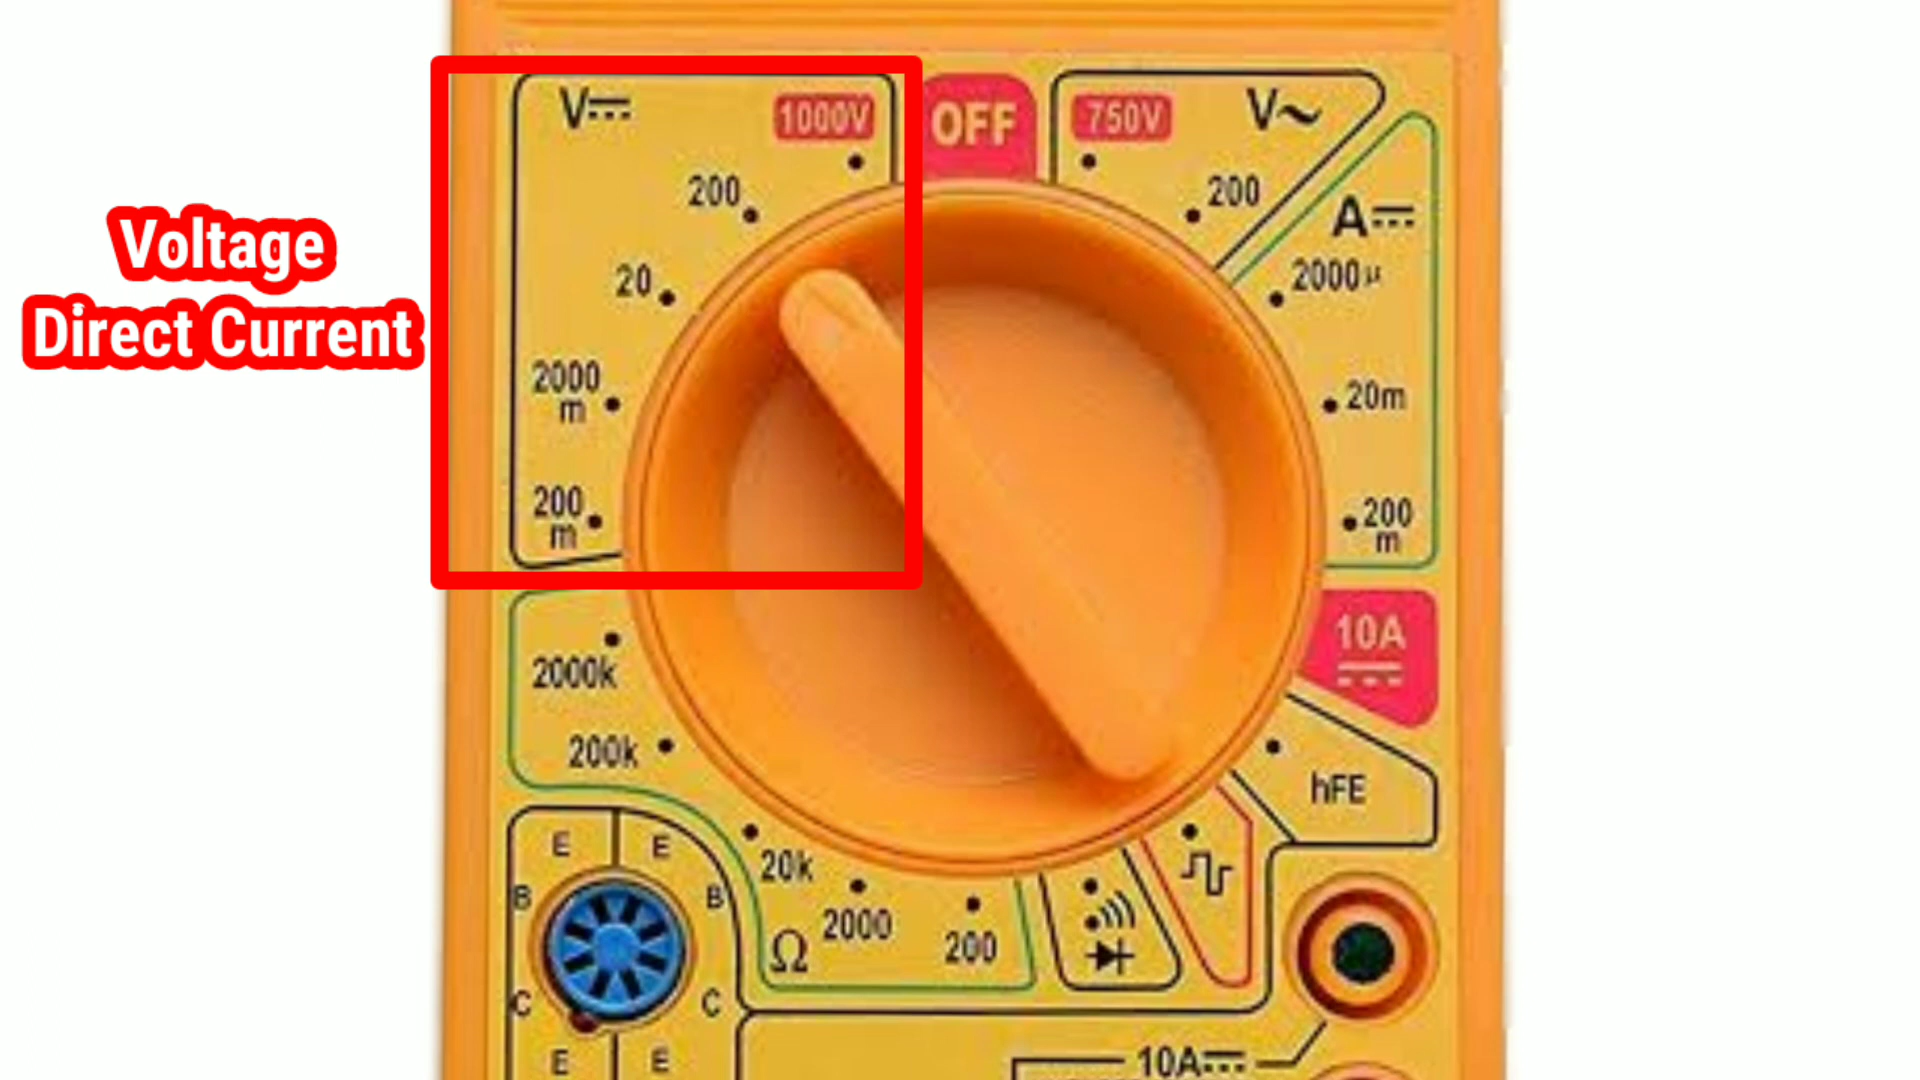 Voltage
Direct Current
V⎓
1000V
OFF
750V
V~
200
200
A⎓
20
2000µ
2000
m
20m
200
m
200
m
10A
⎓
2000k
200k
hFE
20k
2000
200
Ω
E
E
B
B
C
C
E
E
10A⎓